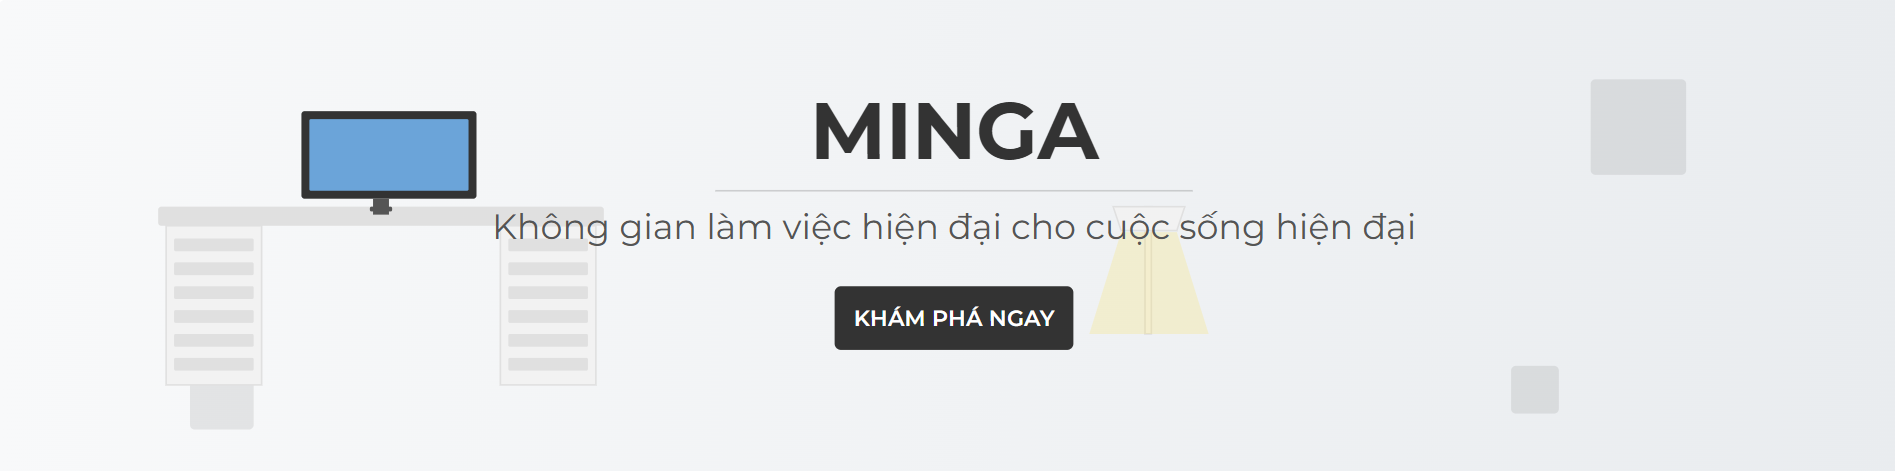 MINGA
Không gian làm việc hiện đại cho cuộc sống hiện đại
KHÁM PHÁ NGAY